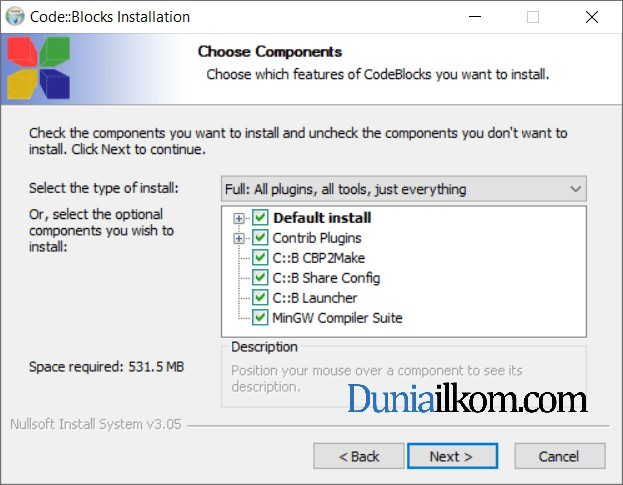 Code::Blocks Installation
Choose Components
Choose which features of CodeBlocks you want to install.
Check the components you want to install and uncheck the components you don't want to
install. Click Next to continue.
Select the type of install:
Full: All plugins, all tools, just everything
Or, select the optional
components you wish to
install:
Default install
Contrib Plugins
C::B CBP2Make
C::B Share Config
C::B Launcher
MinGW Compiler Suite
Space required: 531.5 MB
Description
Position your mouse over a component to see its
description.
Duniailkom.com
Nullsoft Install System v3.05
< Back
Next >
Cancel